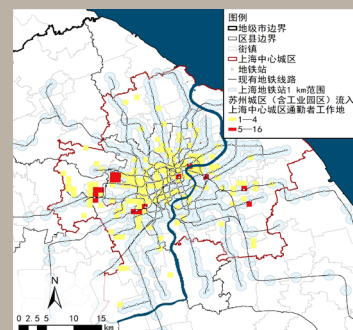 图例
地级市边界
区县边界
街镇
上海中心城区
地铁站
现有地铁线路
上海地铁站1 km范围
苏州城区（含工业园区）流入
上海中心城区通勤者工作地
1—4
5—16
N
0 2.5 5 10 15
km